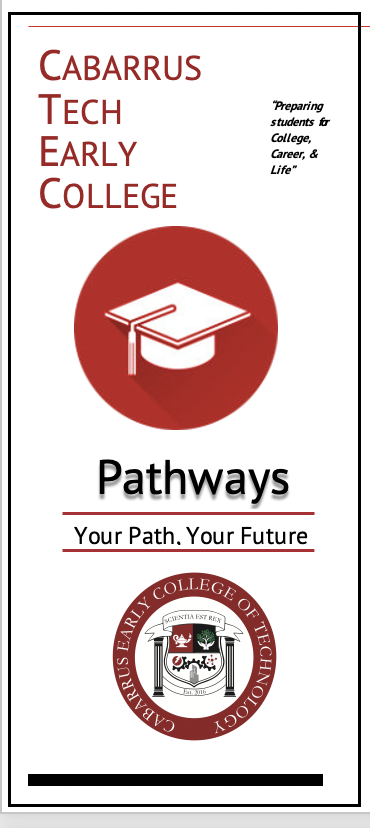 CABARRUS
TECH
EARLY
COLLEGE
"Preparing
students for
College,
Career, &
Life"
Pathways
Your Path. Your Future
CABARRUS EARLY COLLEGE OF TECHNOLOGY
SCIENTIA EST REX
Est. 2016